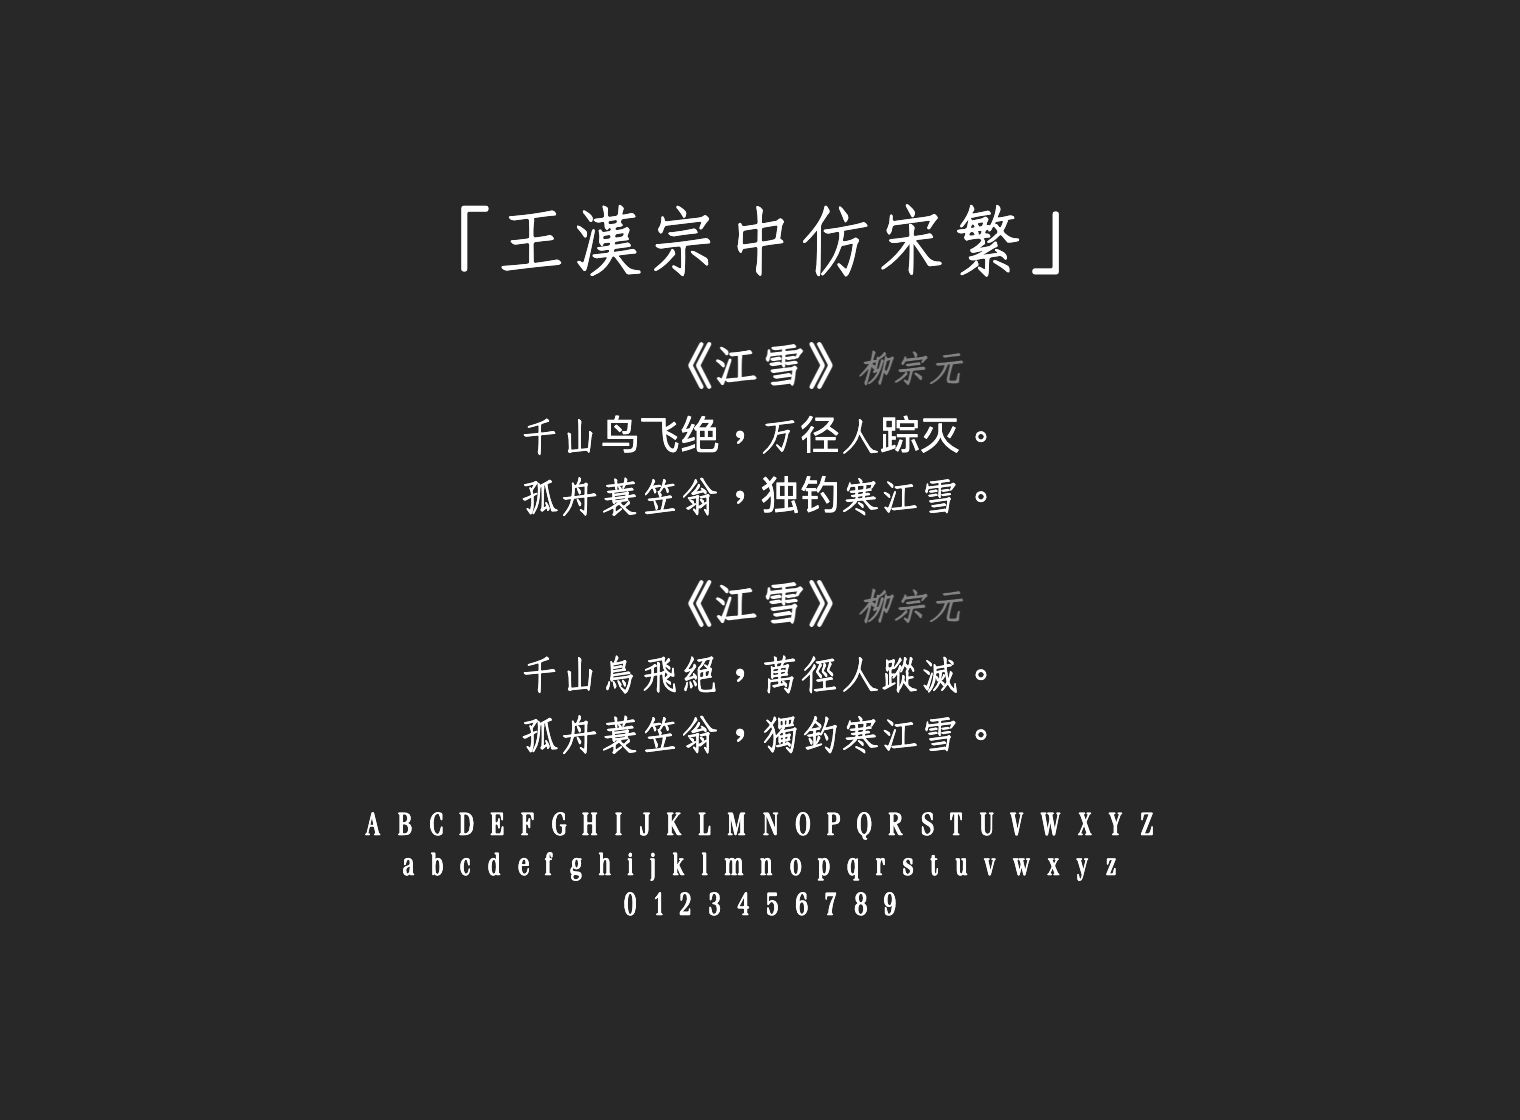 「王漢宗中仿宋繁」
《江雪》柳宗元
千山鸟飞绝，万径人踪灭。
孤舟蓑笠翁，独钓寒江雪。
《江雪》柳宗元
千山鳥飛絕，萬徑人蹤滅。
孤舟蓑笠翁，獨釣寒江雪。
A B C D E F G H I J K L M N O P Q R S T U V W X Y Z
a b c d e f g h i j k l m n o p q r s t u v w x y z
0 1 2 3 4 5 6 7 8 9